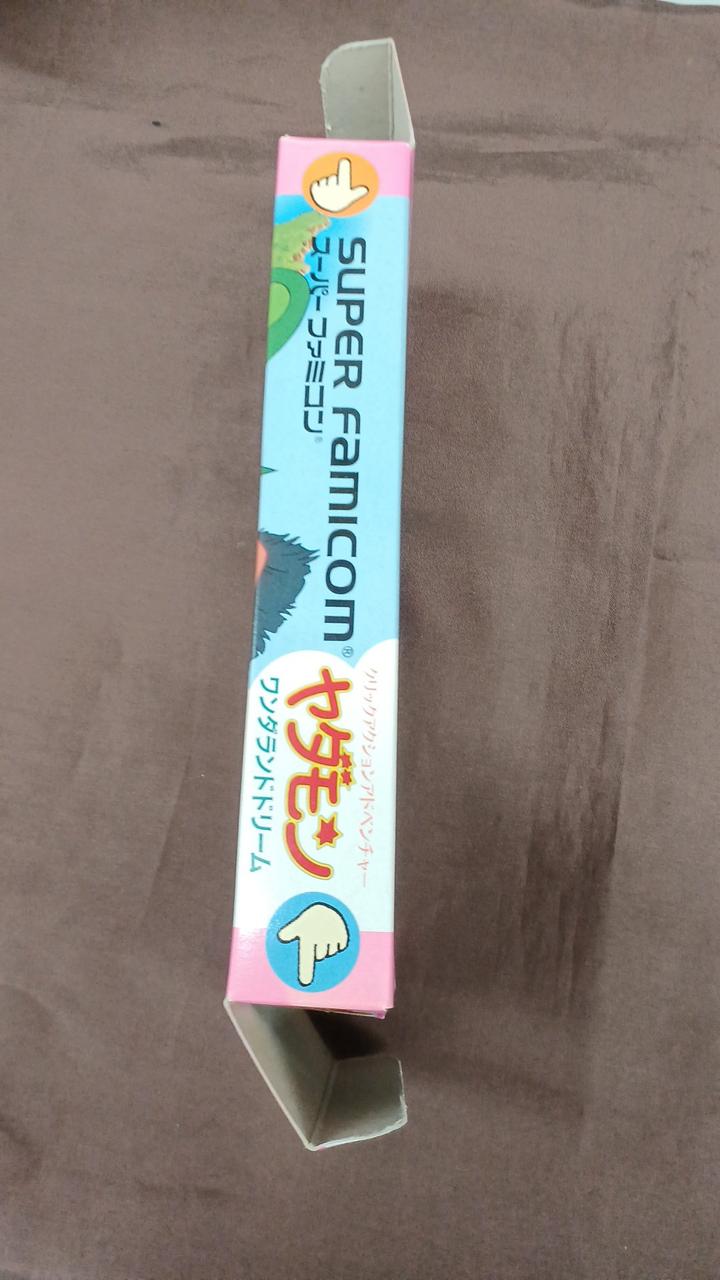 SUPER FAMICOM®
スーパーファミコン®
クリックアクションアドベンチャー
ヤダモン
ワンダランドドリーム